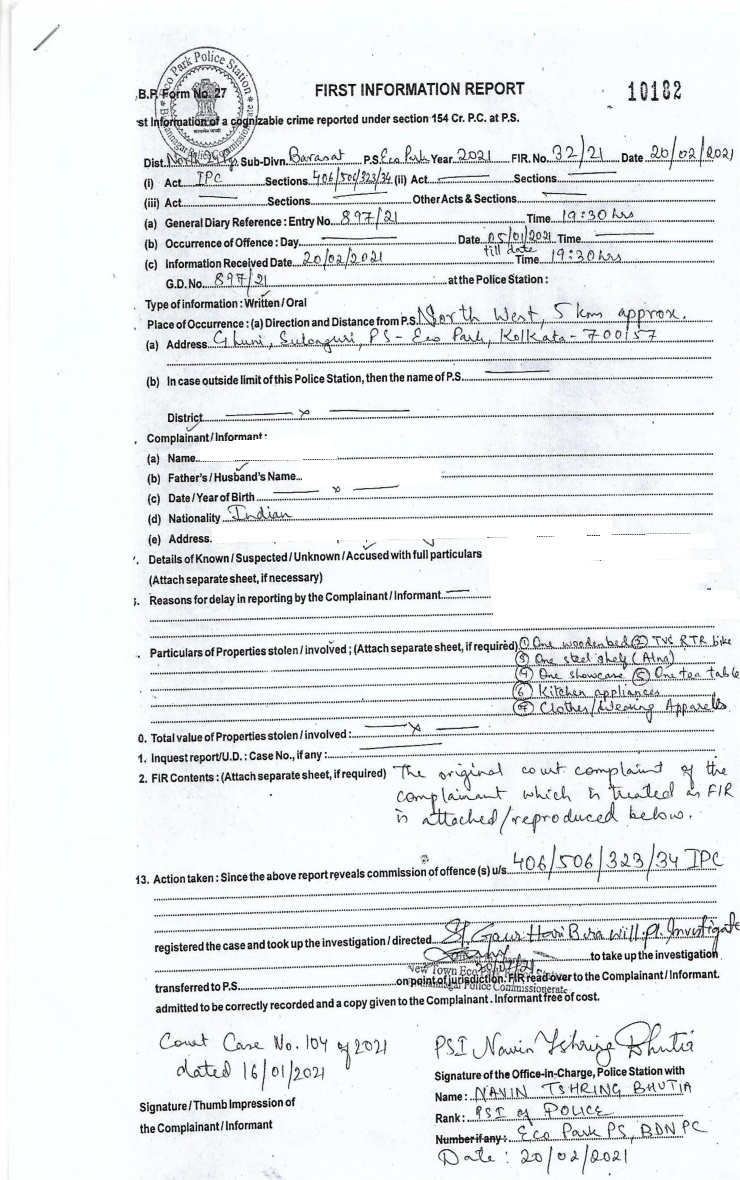 Eco Park Police Station
B.P. Form No. 27
FIRST INFORMATION REPORT
10182
st Information of a cognizable crime reported under section 154 Cr. P.C. at P.S.
Dist. North Sub-Divn. Barasat P.S. Eco Park Year 2021 FIR. No. 32/21 Date 20/02/2021
(i) Act IPC Sections 406/506/323/34 (ii) Act Sections
(iii) Act Sections Other Acts & Sections
(a) General Diary Reference : Entry No. 897/21 Time 19:30 hrs
(b) Occurrence of Offence : Day Date 05/01/2021 Time
till date
(c) Information Received Date 20/02/2021 Time 19:30 hrs
G.D. No. 897/21 at the Police Station :
Type of information : Written / Oral
Place of Occurrence : (a) Direction and Distance from P.S. North West, 5 km approx.
(a) Address Ghuni, Sulonguri, PS - Eco Park, Kolkata - 700157
(b) In case outside limit of this Police Station, then the name of P.S.
District x
Complainant / Informant :
(a) Name
(b) Father's / Husband's Name
(c) Date / Year of Birth x
(d) Nationality Indian
(e) Address
Details of Known / Suspected / Unknown / Accused with full particulars
(Attach separate sheet, if necessary)
Reasons for delay in reporting by the Complainant / Informant
Particulars of Properties stolen / involved ; (Attach separate sheet, if required) ① One wooden bed ② TVS RTR bike
③ One steel shelf (Atna)
④ One showcase ⑤ One tea table
⑥ Kitchen appliances
⑦ Clothes/Wearing Apparels
0. Total value of Properties stolen / involved : x
1. Inquest report/U.D. : Case No., if any :
2. FIR Contents : (Attach separate sheet, if required) The original court complaint of the
complainant which is treated as FIR
is attached/reproduced below.
13. Action taken : Since the above report reveals commission of offence (s) u/s 406/506/323/34 IPC
registered the case and took up the investigation / directed SI Gour Hari Bera will pl. Investigate
to take up the investigation
New Town Eco
transferred to P.S. on point of jurisdiction. FIR read over to the Complainant / Informant.
Police Commissionerate
admitted to be correctly recorded and a copy given to the Complainant . Informant free of cost.
Court Case No. 104 of 2021
dated 16/01/2021
PSI Navin Tshring Bhutia
Signature of the Office-in-Charge, Police Station with
Name : NAVIN TSHRING BHUTIA
Signature / Thumb Impression of
Rank : PSI of POLICE
the Complainant / Informant
Number if any : Eco Park PS, BDNPC
Date : 20/02/2021